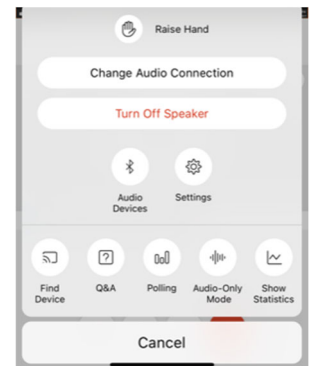 Raise Hand
Change Audio Connection
Turn Off Speaker
Audio
Devices
Settings
Find
Device
Q&A
Polling
Audio-Only
Mode
Show
Statistics
Cancel